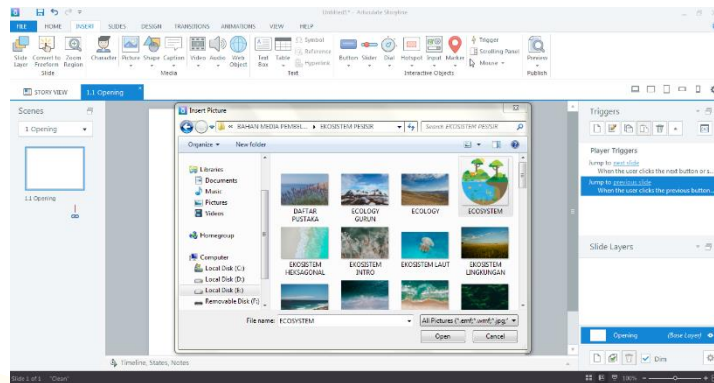 Untitled1* - Articulate Storyline
FILE HOME INSERT SLIDES DESIGN TRANSITIONS ANIMATIONS VIEW HELP
Slide Layer
Convert to Freeform
Zoom Region
Character
Picture
Shape
Caption
Video
Audio
Web Object
Text Box
Table
Symbol
Reference
Hyperlink
Button
Slider
Dial
Hotspot
Input
Marker
Trigger
Scrolling Panel
Mouse
Preview
Slide
Media
Text
Interactive Objects
Publish
STORY VIEW
1.1 Opening
Scenes
1 Opening
1.1 Opening
Insert Picture
« BAHAN MEDIA PEMBEL... EKOSISTEM PESISIR
Search EKOSISTEM PESISIR
Organize New folder
Libraries
Documents
Music
Pictures
Videos
Homegroup
Computer
Local Disk (C:)
Local Disk (D:)
Local Disk (E:)
Removable Disk (F:)
DAFTAR PUSTAKA
ECOLOGY GURUN
ECOLOGY
ECOSYSTEM
EKOSISTEM HEKSAGONAL
EKOSISTEM INTRO
EKOSISTEM LAUT
EKOSISTEM LINGKUNGAN
File name: ECOSYSTEM
All Pictures (*.emf;*.wmf;*.jpg;*
Open
Cancel
Triggers
Player Triggers
Jump to next slide
When the user clicks the next button or s...
Jump to previous slide
When the user clicks the previous button...
Slide Layers
Opening (Base Layer)
Dim
Timeline, States, Notes
Slide 1 of 1 "Clean"
100%